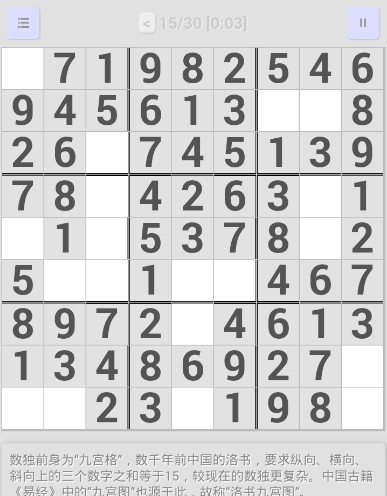 < 15/30 [0:03]
7 1 9 8 2 5 4 6
9 4 5 6 1 3 8
2 6 7 4 5 1 3 9
7 8 4 2 6 3 1
1 5 3 7 8 2
5 1 4 6 7
8 9 7 2 4 6 1 3
1 3 4 8 6 9 2 7
2 3 1 9 8
数独前身为“九宫格”，数千年前中国的洛书，要求纵向、横向、
斜向上的三个数字之和等于15，较现在的数独更复杂。中国古籍
《易经》中的“九宫图”也源于此，故称“洛书九宫图”。